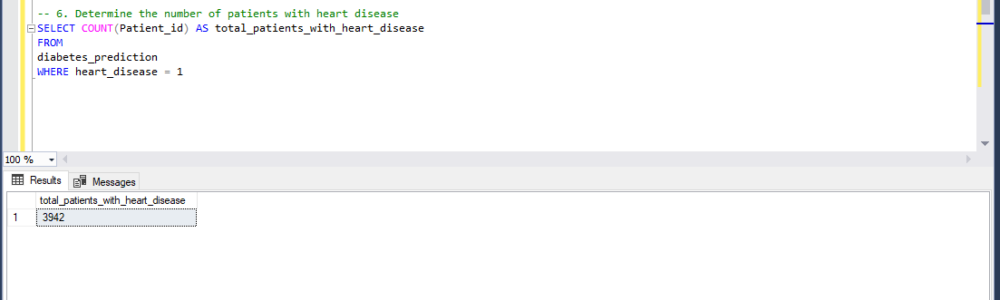 -- 6. Determine the number of patients with heart disease
SELECT COUNT(Patient_id) AS total_patients_with_heart_disease
FROM
diabetes_prediction
WHERE heart_disease = 1
100 %
Results Messages
total_patients_with_heart_disease
1 3942